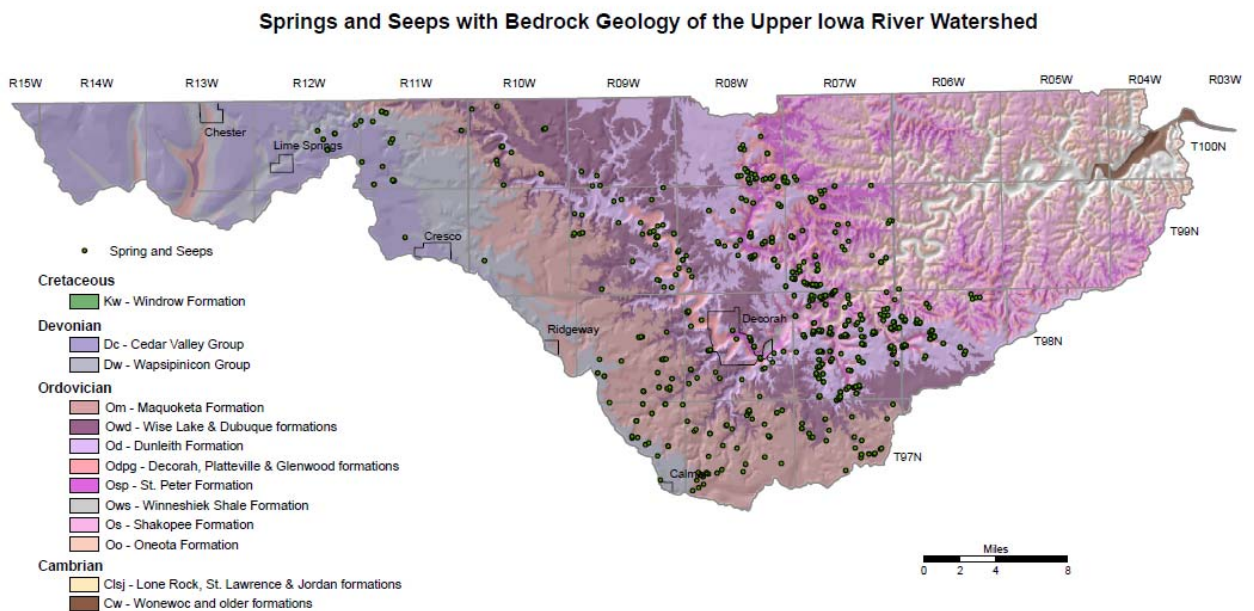 Springs and Seeps with Bedrock Geology of the Upper Iowa River Watershed
R15W R14W R13W R12W R11W R10W R09W R08W R07W R06W R05W R04W R03W
Chester
Lime Springs
T100N
Cresco
T99N
Spring and Seeps
Cretaceous
Kw - Windrow Formation
Decorah
Ridgeway
T98N
Devonian
Dc - Cedar Valley Group
Dw - Wapsipinicon Group
Ordovician
Om - Maquoketa Formation
Owd - Wise Lake & Dubuque formations
Od - Dunleith Formation
Odpg - Decorah, Platteville & Glenwood formations
Osp - St. Peter Formation
Ows - Winneshiek Shale Formation
Os - Shakopee Formation
Oo - Oneota Formation
T97N
Calmar
Cambrian
Clsj - Lone Rock, St. Lawrence & Jordan formations
Cw - Wonewoc and older formations
Miles
0 2 4 8